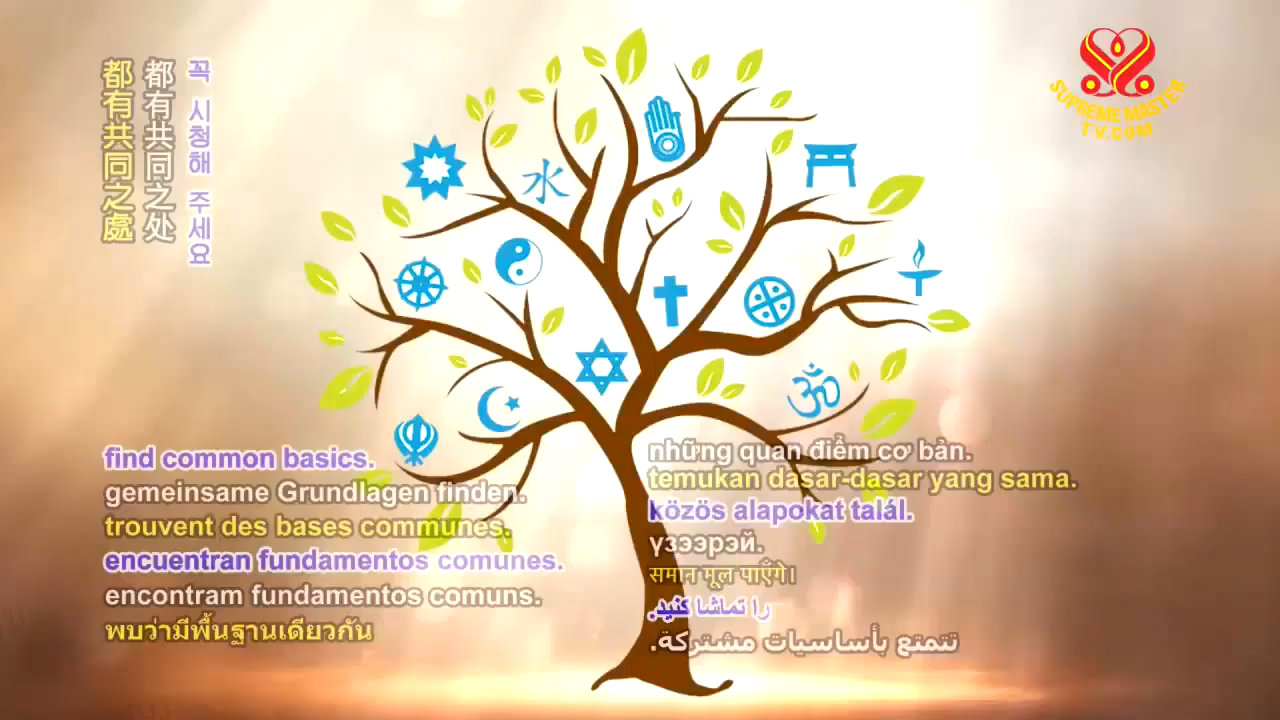 都有共同之處
都有共同之处
꼭 시청해 주세요
水
SUPREME MASTER
TV.COM
find common basics.
gemeinsame Grundlagen finden.
trouvent des bases communes.
encuentran fundamentos comunes.
encontram fundamentos comuns.
พบว่ามีพื้นฐานเดียวกัน
những quan điểm cơ bản.
temukan dasar-dasar yang sama.
közös alapokat talál.
үзээрэй.
समान मूल पाएँगे।
را تماشا کنید.
تتمتع بأساسيات مشتركة.
ॐ